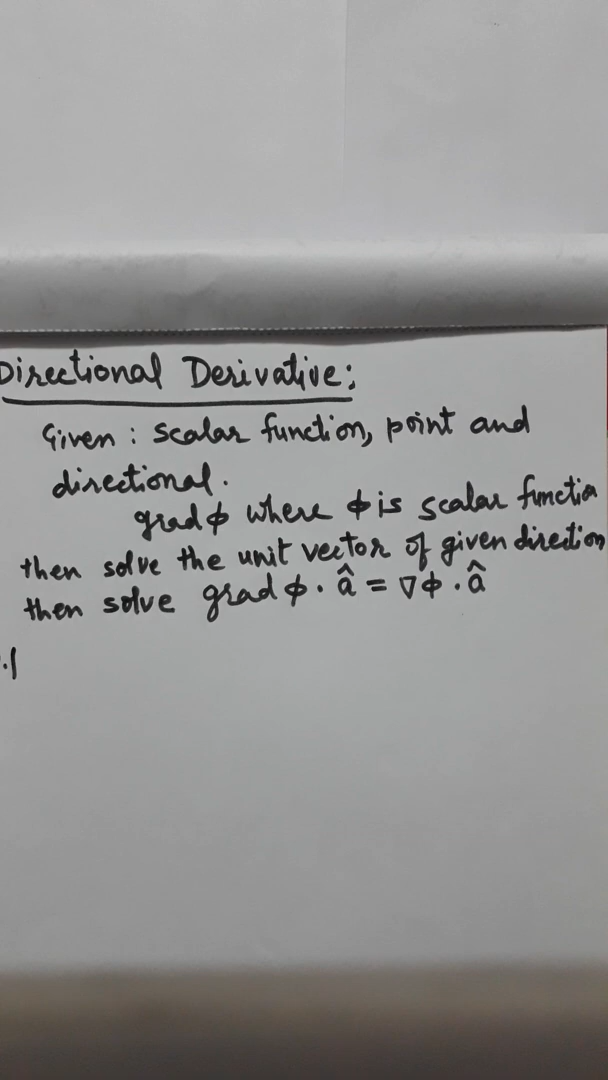 Directional Derivative:
Given : scalar function, point and
directional.
grad ϕ where ϕ is scalar functio
then solve the unit vector of given direction
then solve grad ϕ . â = ∇ϕ . â
.1